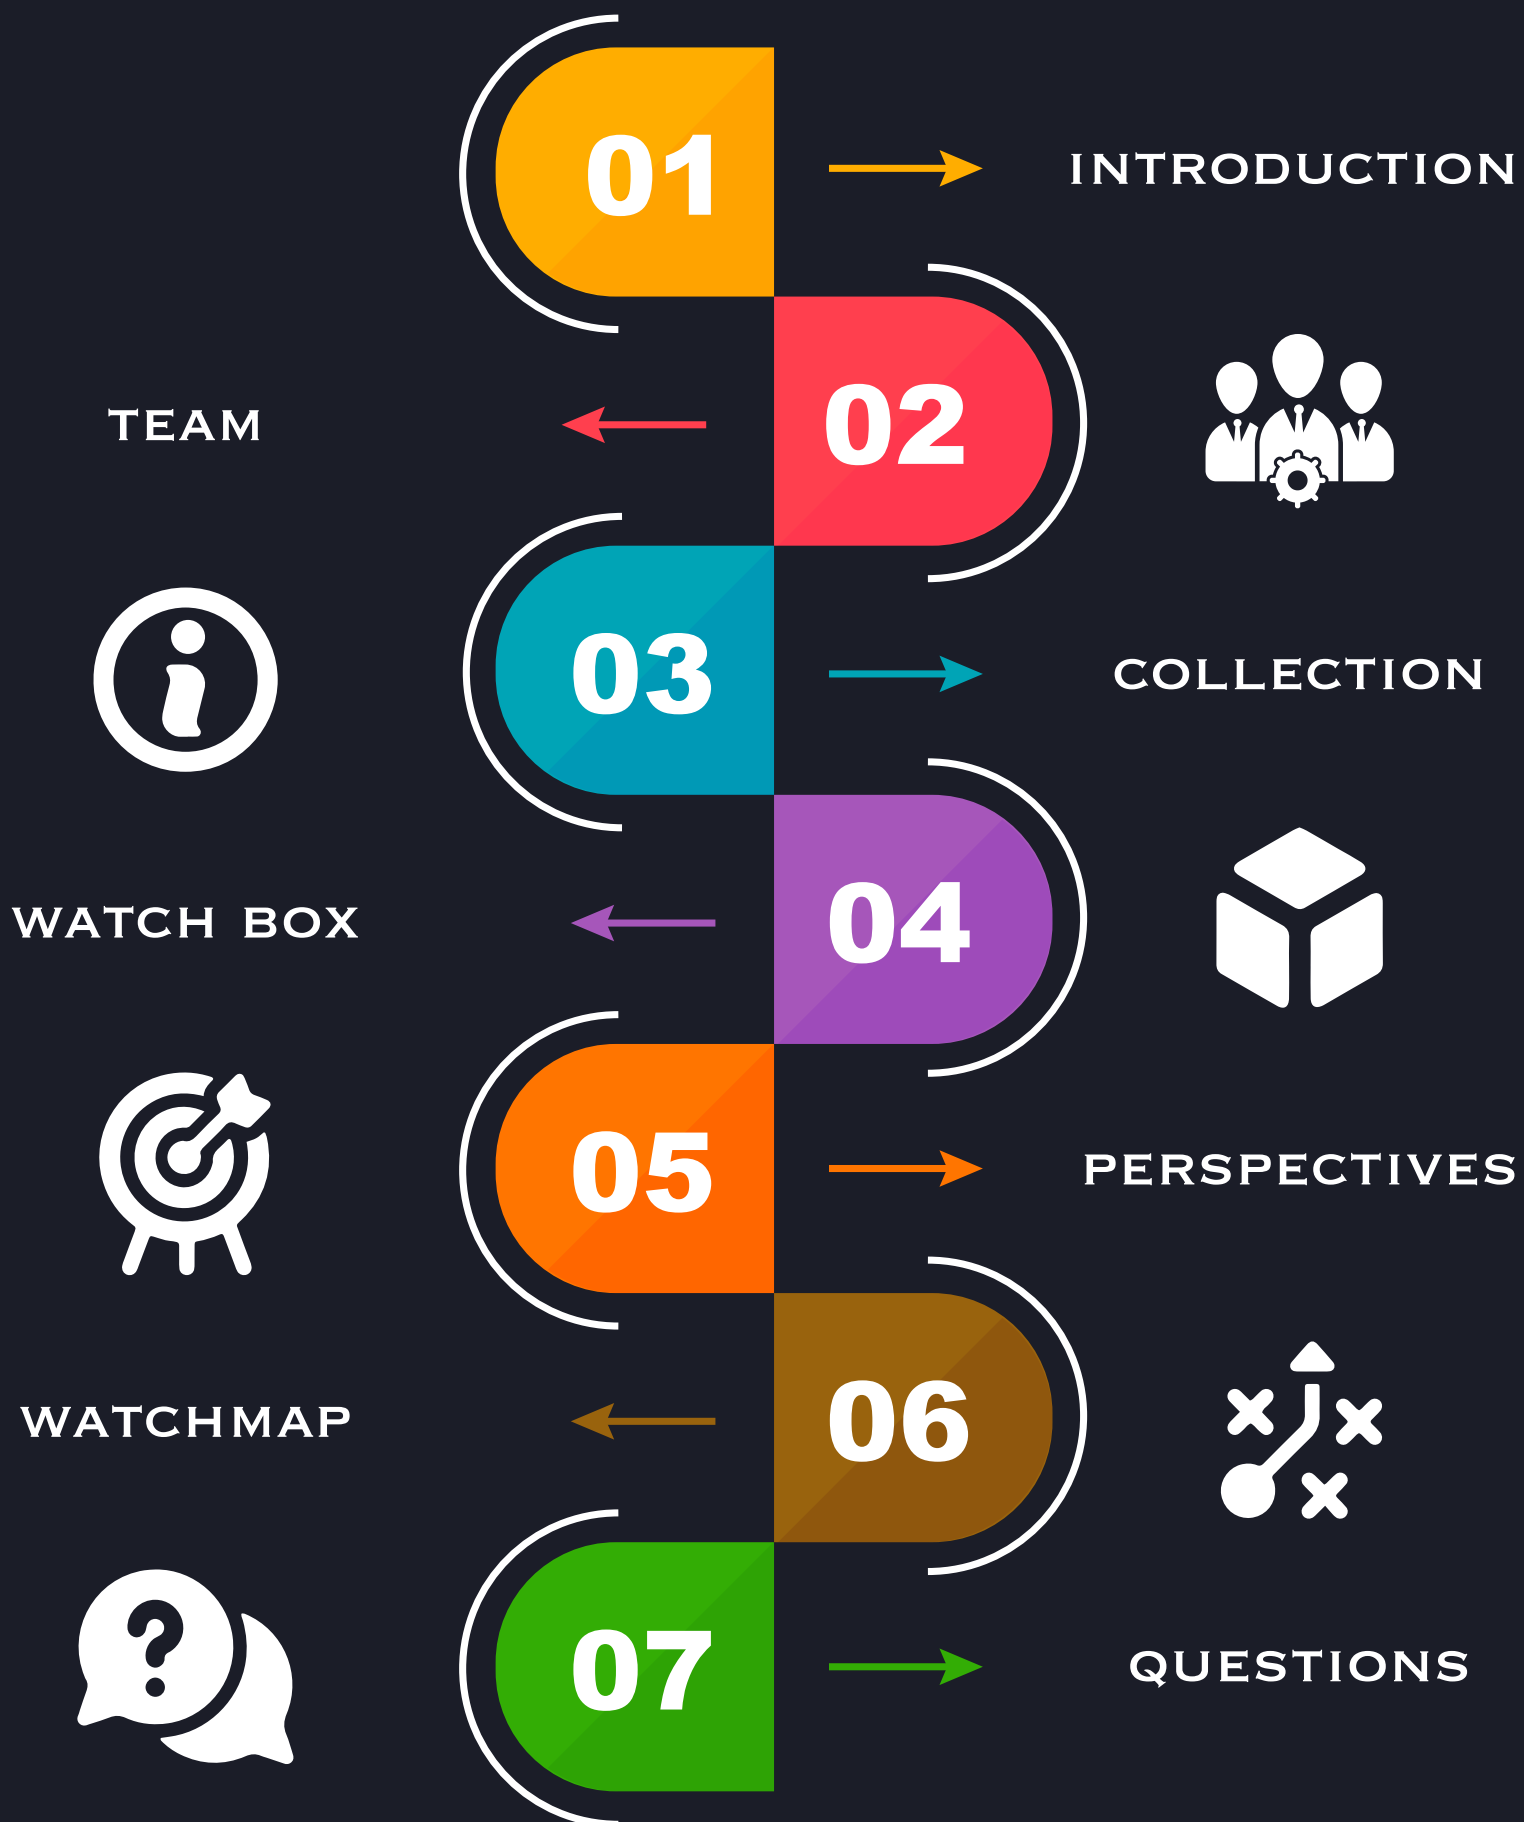 01
INTRODUCTION
TEAM
02
03
COLLECTION
WATCH BOX
04
05
PERSPECTIVES
WATCHMAP
06
?
07
QUESTIONS